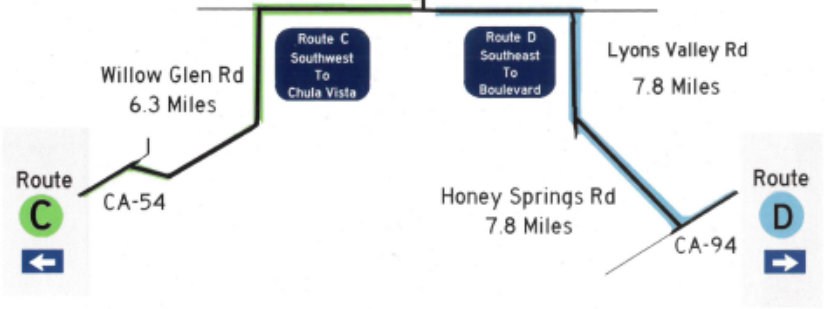 Route C
Southwest
To
Chula Vista
Route D
Southeast
To
Boulevard
Lyons Valley Rd
7.8 Miles
Willow Glen Rd
6.3 Miles
Route
C
CA-54
Honey Springs Rd
7.8 Miles
Route
D
CA-94